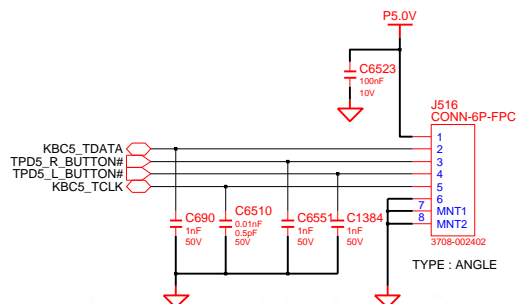 P5.0V
C6523
100nF
10V
J516
CONN-6P-FPC
KBC5_TDATA
TPD5_R_BUTTON#
TPD5_L_BUTTON#
KBC5_TCLK
1
2
3
4
5
6
7 MNT1
8 MNT2
C690
1nF
50V
C6510
0.01nF
0.5pF
50V
C6551
1nF
50V
C1384
1nF
50V
3708-002402
TYPE : ANGLE